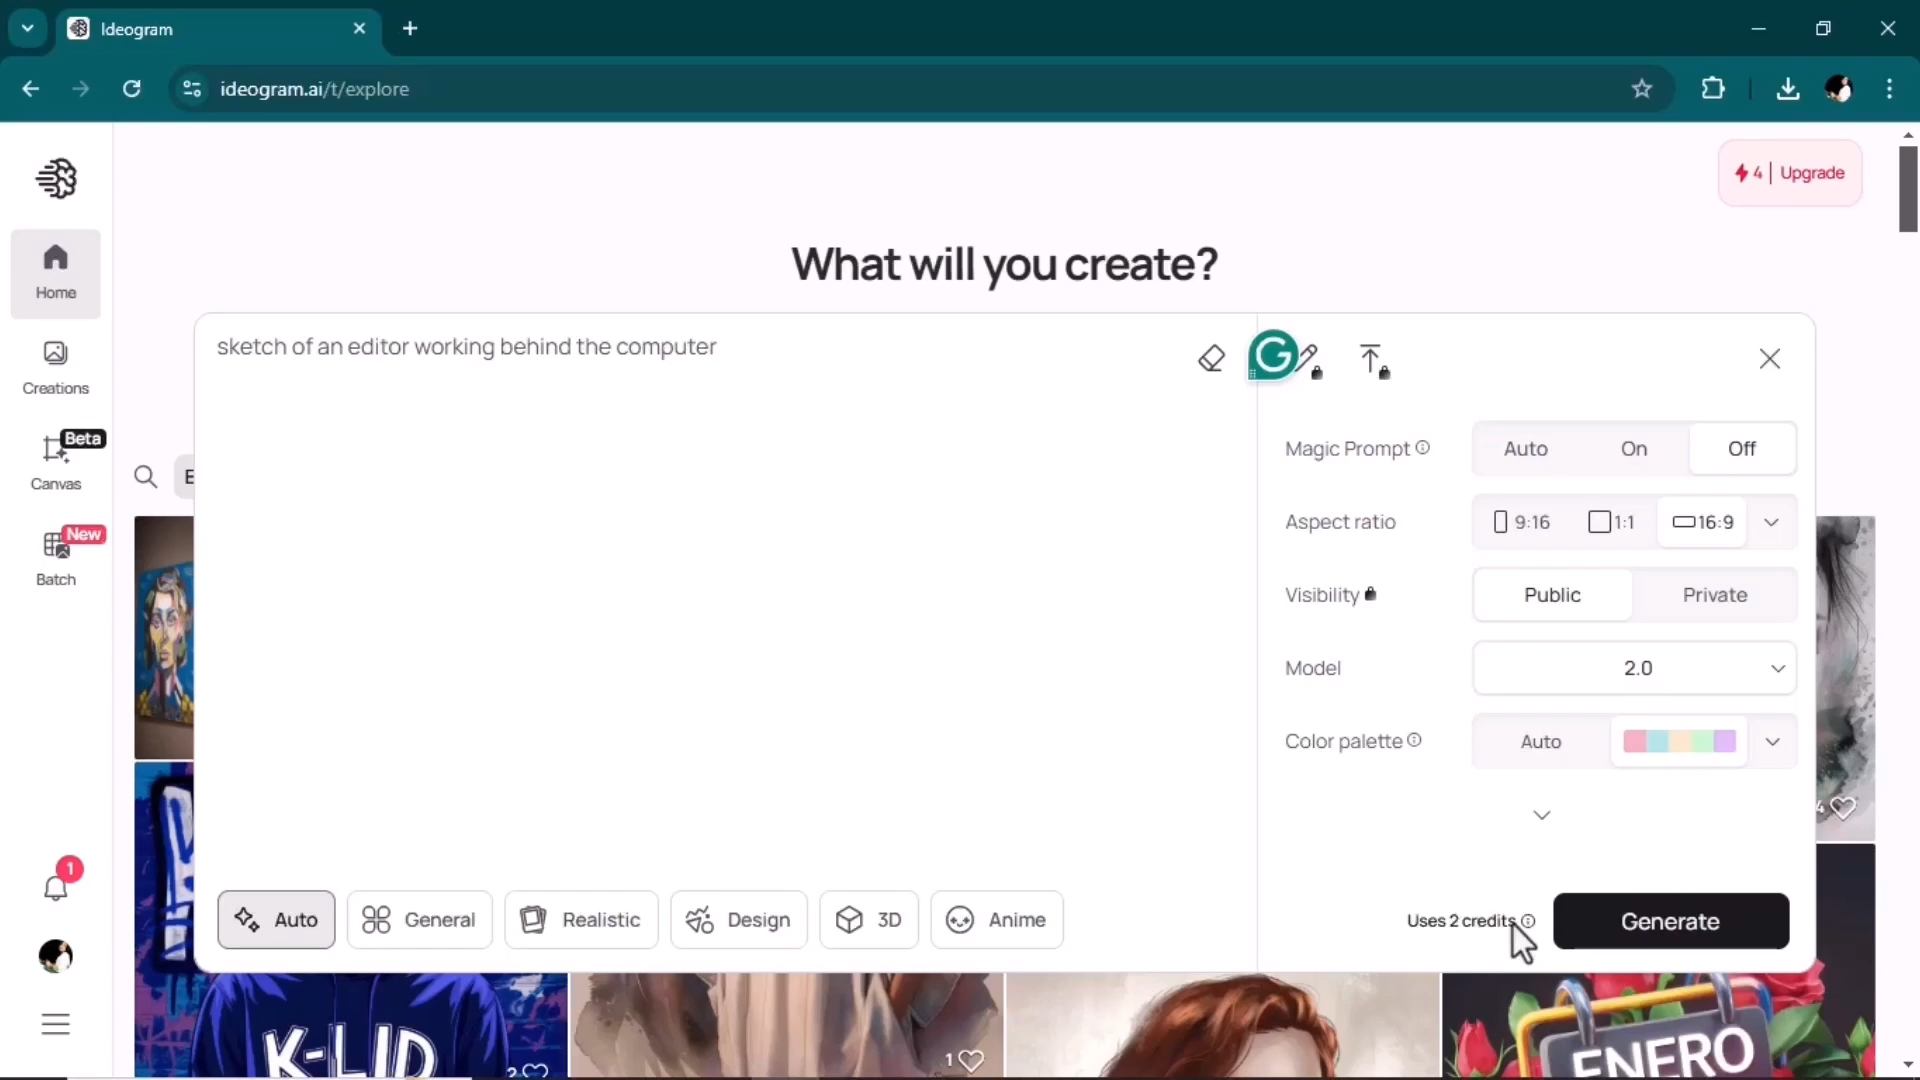 Ideogram
ideogram.ai/t/explore
4 | Upgrade
What will you create?
Home
Creations
Beta
Canvas
New
Batch
1
sketch of an editor working behind the computer
G
Magic Prompt
Auto
On
Off
Aspect ratio
9:16
1:1
16:9
Visibility
Public
Private
Model
2.0
Color palette
Auto
E
4
Auto
General
Realistic
Design
3D
Anime
Uses 2 credits
Generate
K-LID
2
1
ENERO